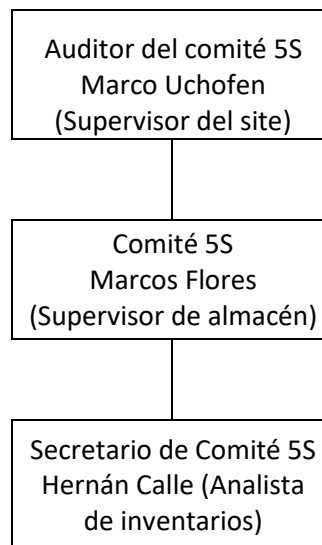 Auditor del comité 5S
Marco Uchofen
(Supervisor del site)
Comité 5S
Marcos Flores
(Supervisor de almacén)
Secretario de Comité 5S
Hernán Calle (Analista
de inventarios)